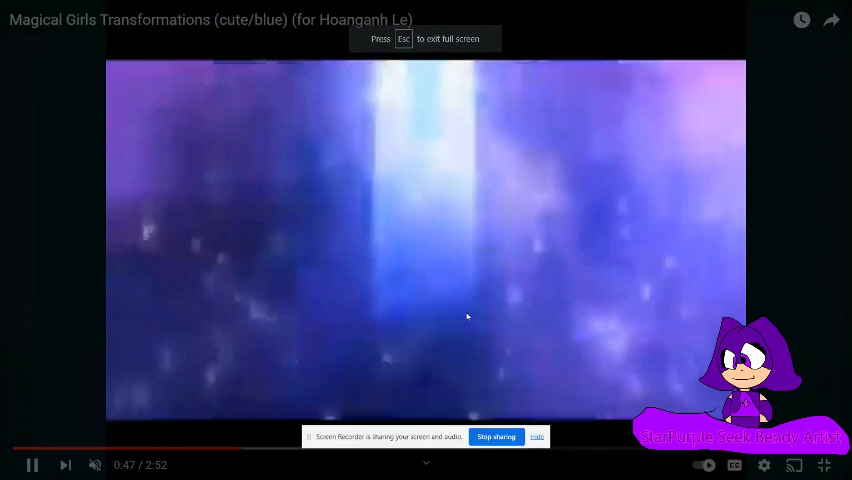 Magical Girls Transformations (cute/blue) (for Hoanganh Le)
Press Esc to exit full screen
Screen Recorder is sharing your screen and audio.
Stop sharing
Hide
StarPurple Seek Bendy Artist
0:47 / 2:52
CC